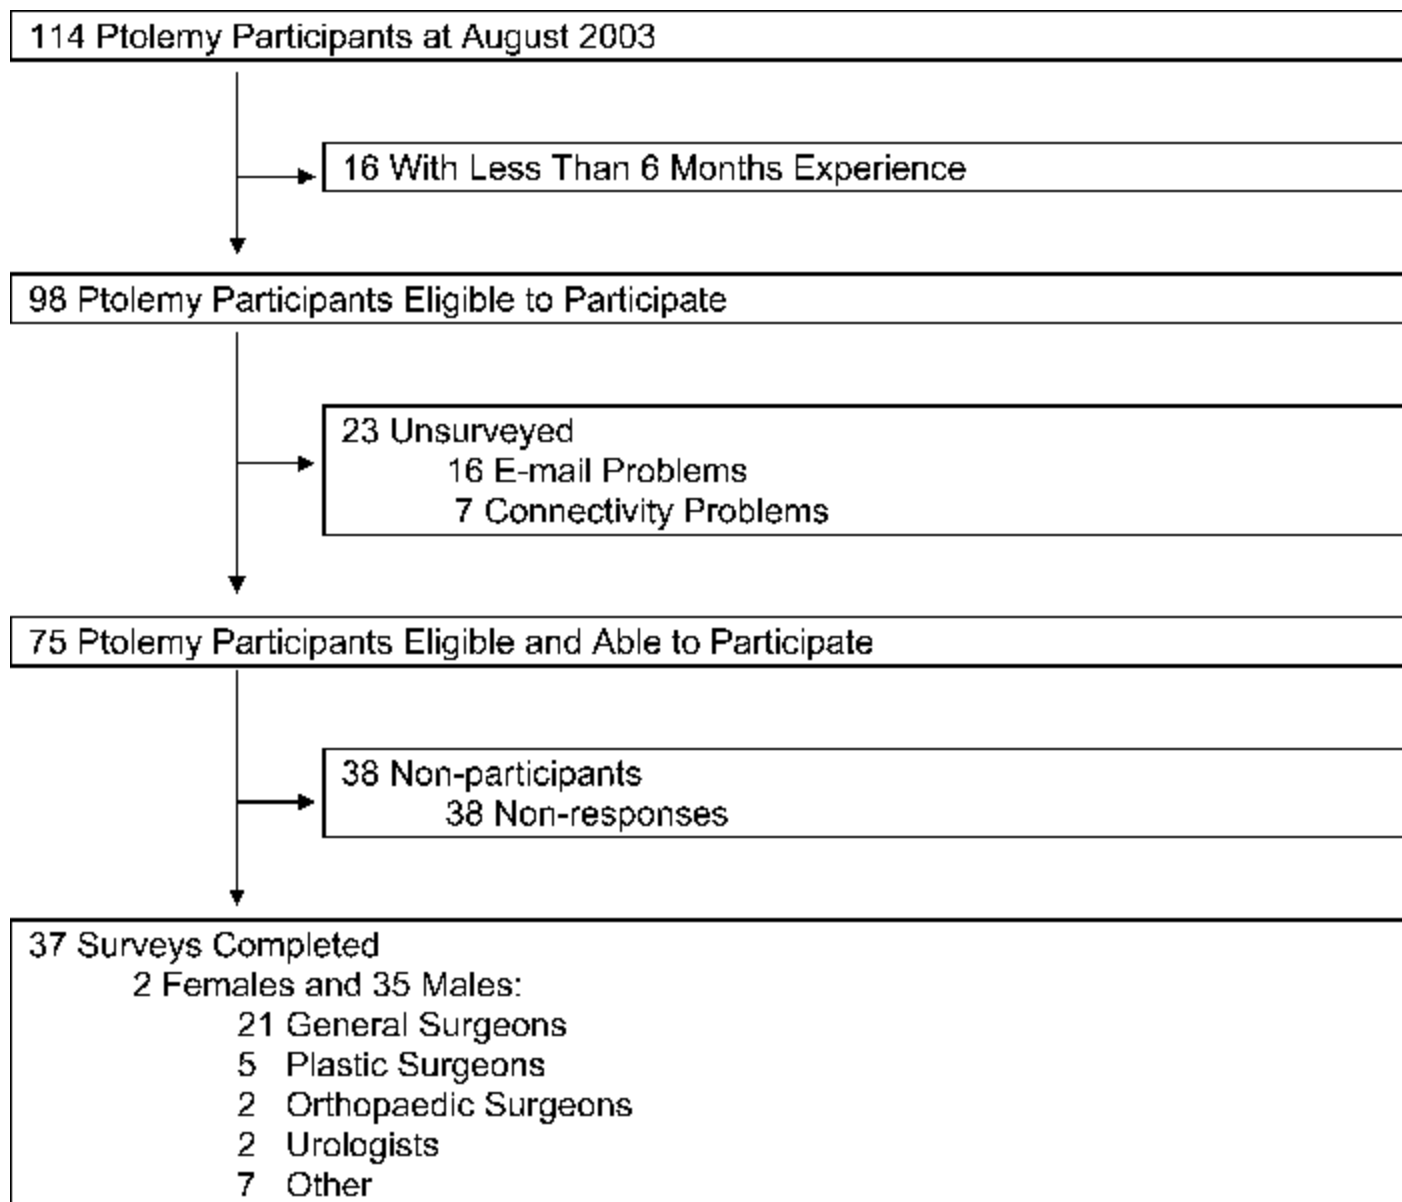 114 Ptolemy Participants at August 2003
16 With Less Than 6 Months Experience
98 Ptolemy Participants Eligible to Participate
23 Unsurveyed
16 E-mail Problems
7 Connectivity Problems
75 Ptolemy Participants Eligible and Able to Participate
38 Non-participants
38 Non-responses
37 Surveys Completed
2 Females and 35 Males:
21 General Surgeons
5 Plastic Surgeons
2 Orthopaedic Surgeons
2 Urologists
7 Other